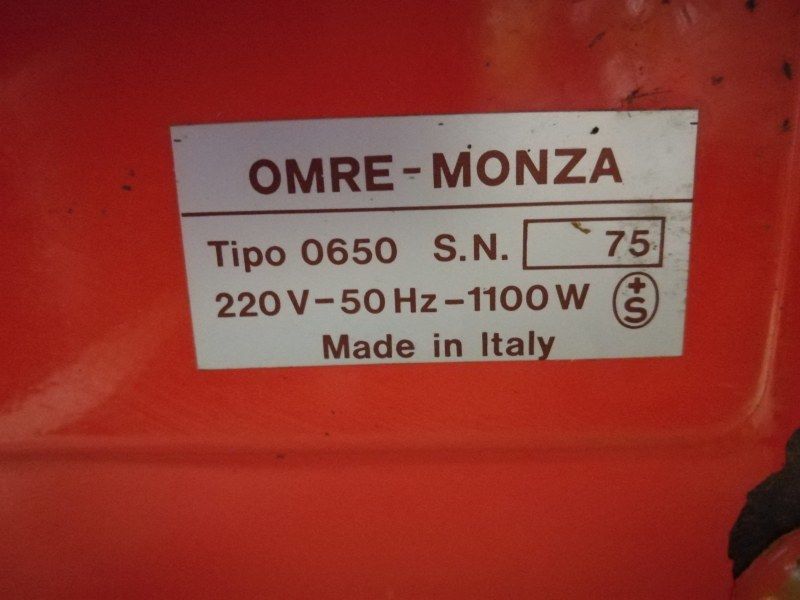 OMRE-MONZA
Tipo 0650 S.N. 75
220V-50Hz-1100W +S
Made in Italy